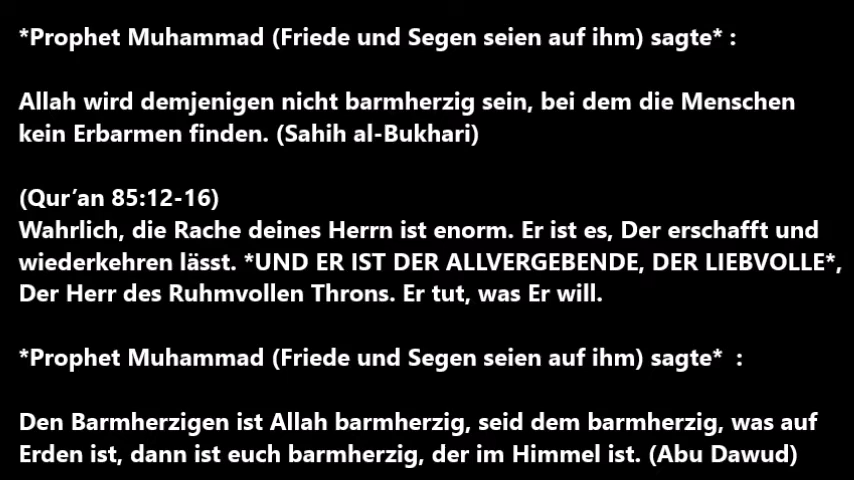 *Prophet Muhammad (Friede und Segen seien auf ihm) sagte* :
Allah wird demjenigen nicht barmherzig sein, bei dem die Menschen
kein Erbarmen finden. (Sahih al-Bukhari)
(Qur’an 85:12-16)
Wahrlich, die Rache deines Herrn ist enorm. Er ist es, Der erschafft und
wiederkehren lässt. *UND ER IST DER ALLVERGEBENDE, DER LIEBVOLLE*,
Der Herr des Ruhmvollen Throns. Er tut, was Er will.
*Prophet Muhammad (Friede und Segen seien auf ihm) sagte*  :
Den Barmherzigen ist Allah barmherzig, seid dem barmherzig, was auf
Erden ist, dann ist euch barmherzig, der im Himmel ist. (Abu Dawud)